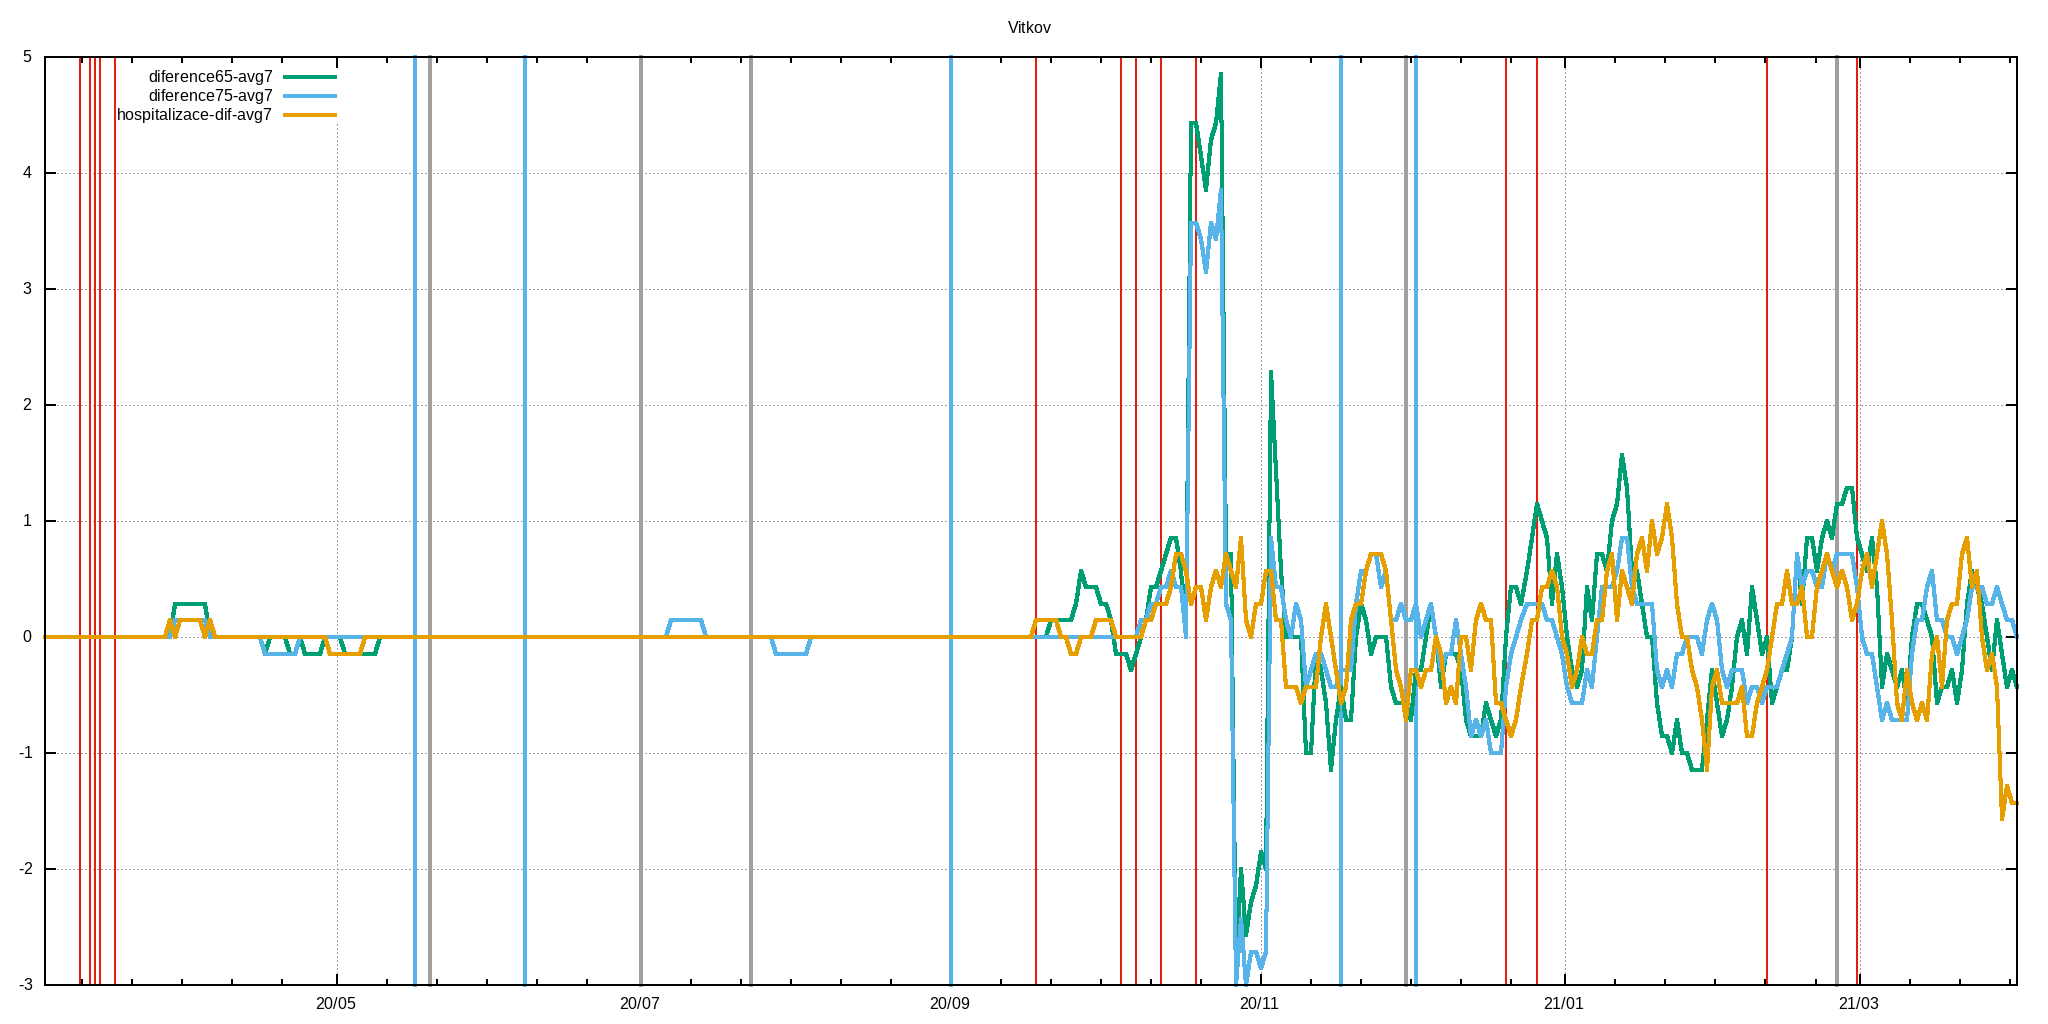 Vitkov
5
diference65-avg7
diference75-avg7
hospitalizace-dif-avg7
4
3
2
1
0
-1
-2
-3
20/05 20/07 20/09 20/11 21/01 21/03